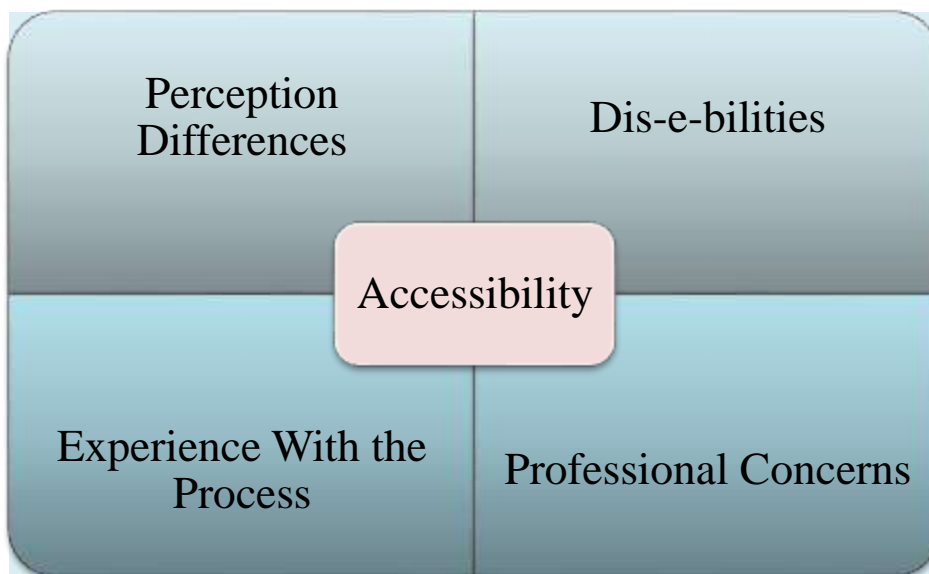 Perception
Differences
Dis-e-bilities
Accessibility
Experience With the
Process
Professional Concerns